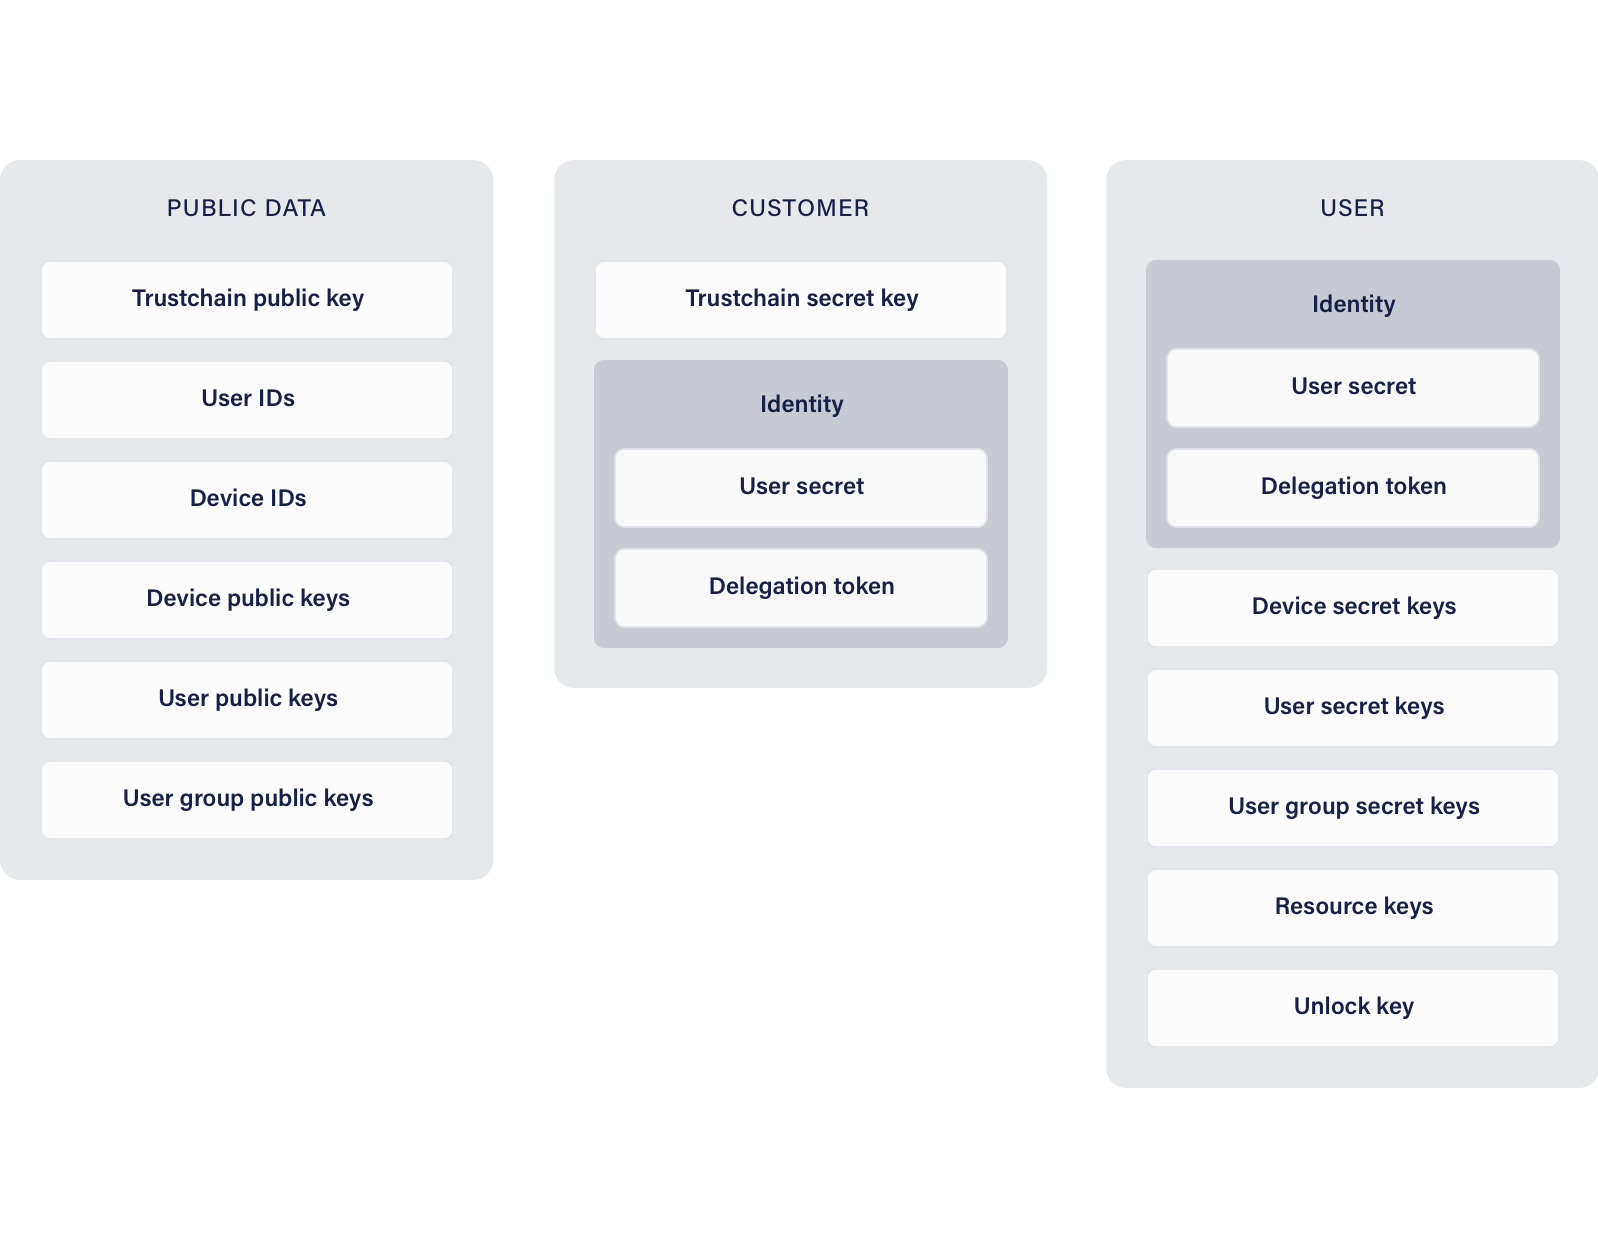 PUBLIC DATA
Trustchain public key
User IDs
Device IDs
Device public keys
User public keys
User group public keys
CUSTOMER
Trustchain secret key
Identity
User secret
Delegation token
USER
Identity
User secret
Delegation token
Device secret keys
User secret keys
User group secret keys
Resource keys
Unlock key